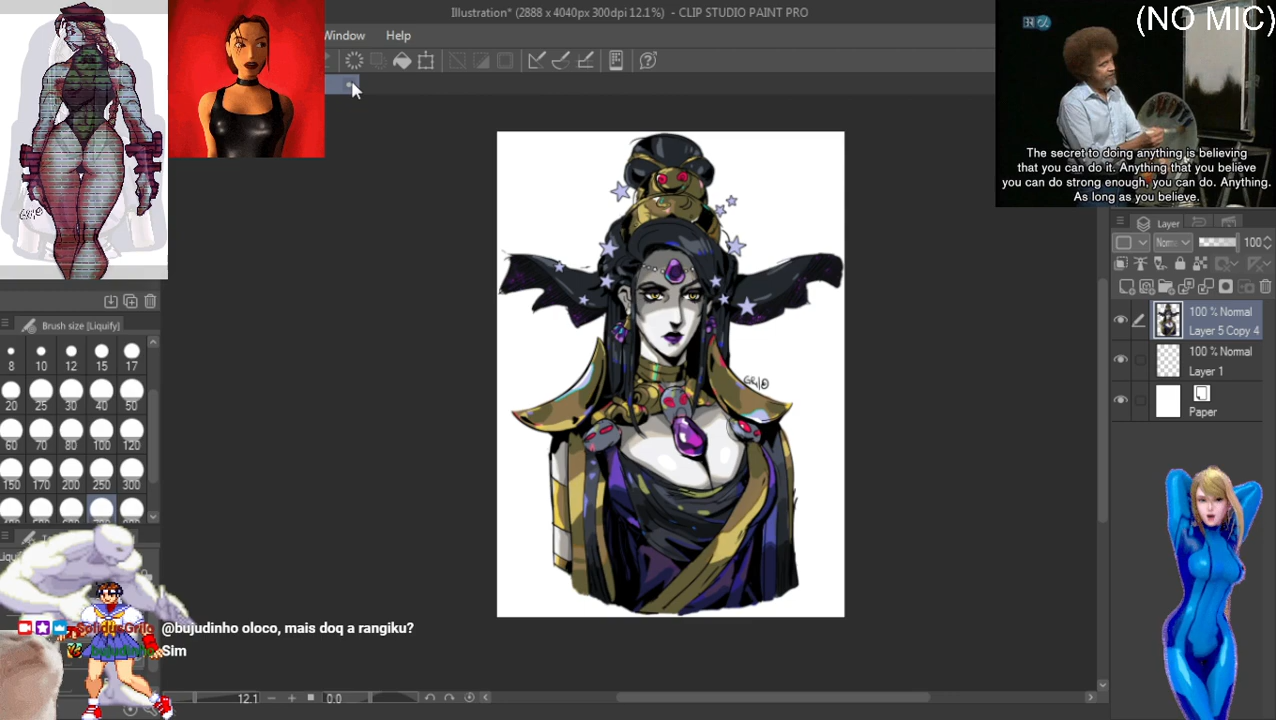 Illustration* (2888 x 4040px 300dpi 12.1%) - CLIP STUDIO PAINT PRO
Window Help
(NO MIC)
The secret to doing anything is believing
that you can do it. Anything that you believe
you can do strong enough, you can do. Anything.
As long as you believe.
Layer
100
100 % Normal
Layer 5 Copy 4
100 % Normal
Layer 1
Paper
Brush size [Liquify]
8 10 12 15 17
20 25 30 40 50
60 70 80 100 120
150 170 200 250 300
@bujudinho oloco, mais doq a rangiku?
bujudinho Sim
12.1 0.0